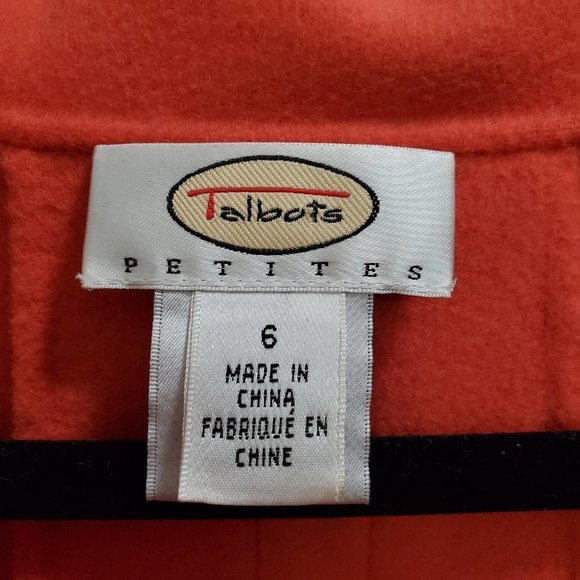 Talbots
PETITES
6
MADE IN
CHINA
FABRIQUÉ EN
CHINE